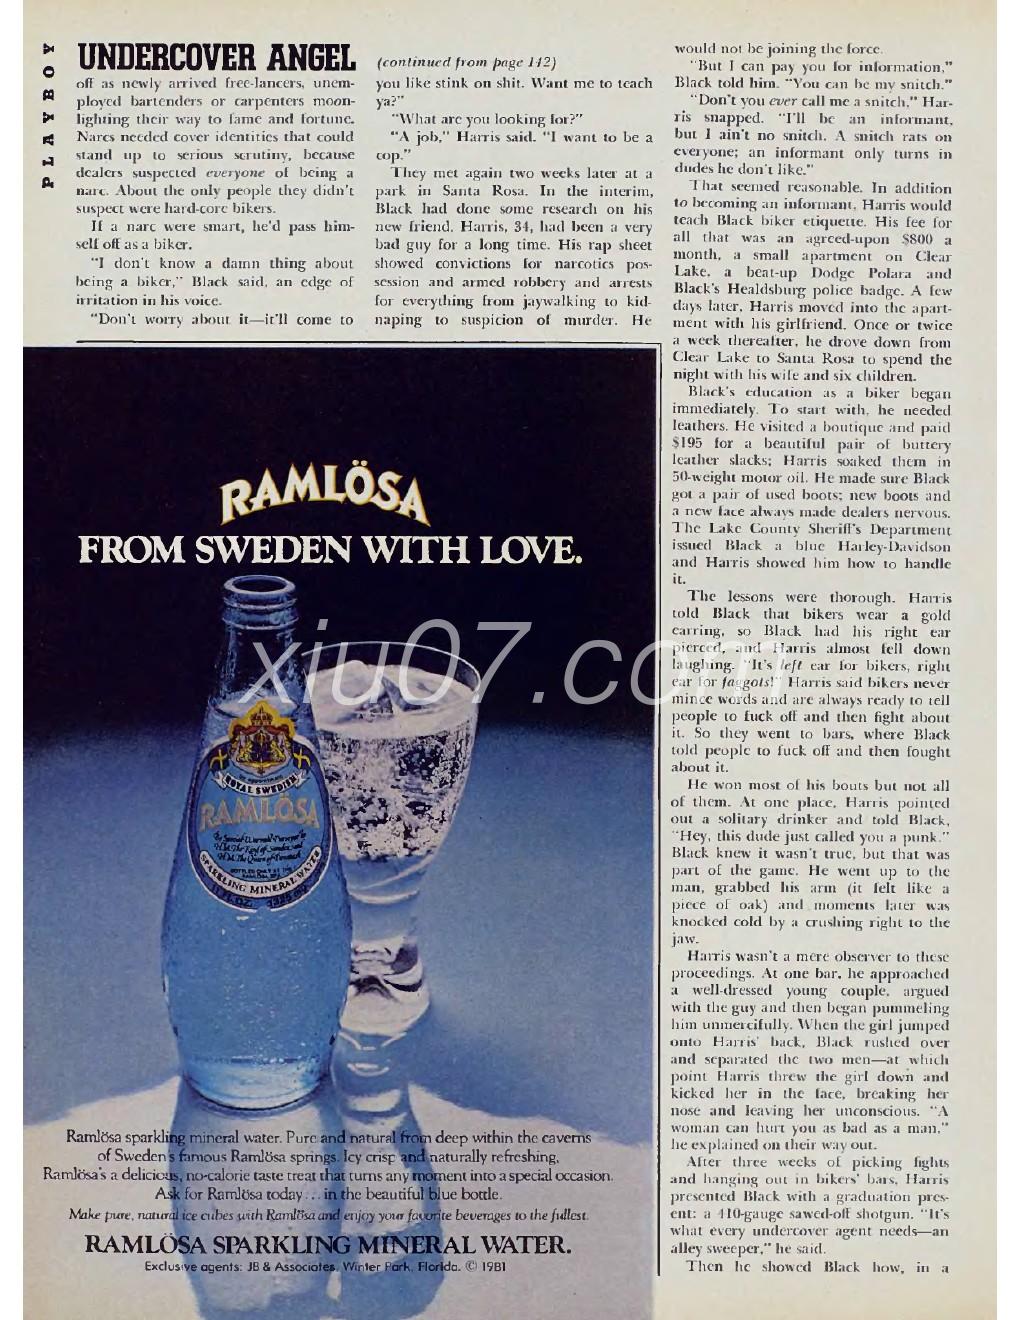 PLAYBOY
UNDERCOVER ANGEL
(continued from page 142)
off as newly arrived free-lancers, unem-
ployed bartenders or carpenters moon-
lighting their way to fame and fortune.
Narcs needed cover identities that could
stand up to serious scrutiny, because
dealers suspected everyone of being a
narc. About the only people they didn't
suspect were hard-core bikers.
If a narc were smart, he'd pass him-
self off as a biker.
"I don't know a damn thing about
being a biker," Black said, an edge of
irritation in his voice.
"Don't worry about it—it'll come to
you like stink on shit. Want me to teach
ya?"
"What are you looking for?"
"A job," Harris said. "I want to be a
cop."
They met again two weeks later at a
park in Santa Rosa. In the interim,
Black had done some research on his
new friend. Harris, 34, had been a very
bad guy for a long time. His rap sheet
showed convictions for narcotics pos-
session and armed robbery and arrests
for everything from jaywalking to kid-
naping to suspicion of murder. He
would not be joining the force.
"But I can pay you for information,"
Black told him. "You can be my snitch."
"Don't you ever call me a snitch," Har-
ris snapped. "I'll be an informant,
but I ain't no snitch. A snitch rats on
everyone; an informant only turns in
dudes he don't like."
That seemed reasonable. In addition
to becoming an informant, Harris would
teach Black biker etiquette. His fee for
all that was an agreed-upon $800 a
month, a small apartment on Clear
Lake, a beat-up Dodge Polara and
Black's Healdsburg police badge. A few
days later, Harris moved into the apart-
ment with his girlfriend. Once or twice
a week thereafter, he drove down from
Clear Lake to Santa Rosa to spend the
night with his wife and six children.
Black's education as a biker began
immediately. To start with, he needed
leathers. He visited a boutique and paid
$195 for a beautiful pair of buttery
leather slacks; Harris soaked them in
50-weight motor oil. He made sure Black
got a pair of used boots; new boots and
a new face always made dealers nervous.
The Lake County Sheriff's Department
issued Black a blue Harley-Davidson
and Harris showed him how to handle
it.
The lessons were thorough. Harris
told Black that bikers wear a gold
earring, so Black had his right ear
pierced, and Harris almost fell down
laughing. "It's left ear for bikers, right
ear for faggots!" Harris said bikers never
mince words and are always ready to tell
people to fuck off and then fight about
it. So they went to bars, where Black
told people to fuck off and then fought
about it.
He won most of his bouts but not all
of them. At one place, Harris pointed
out a solitary drinker and told Black,
"Hey, this dude just called you a punk."
Black knew it wasn't true, but that was
part of the game. He went up to the
man, grabbed his arm (it felt like a
piece of oak) and moments later was
knocked cold by a crushing right to the
jaw.
Harris wasn't a mere observer to these
proceedings. At one bar, he approached
a well-dressed young couple, argued
with the guy and then began pummeling
him unmercifully. When the girl jumped
onto Harris' back, Black rushed over
and separated the two men—at which
point Harris threw the girl down and
kicked her in the face, breaking her
nose and leaving her unconscious. "A
woman can hurt you as bad as a man,"
he explained on their way out.
After three weeks of picking fights
and hanging out in bikers' bars, Harris
presented Black with a graduation pres-
ent: a 410-gauge sawed-off shotgun. "It's
what every undercover agent needs—an
alley sweeper," he said.
Then he showed Black how, in a
RAMLÖSA
FROM SWEDEN WITH LOVE.
xiu07.com
ROYAL SWEDISH
RAMLÖSA
By Special Warrant Purveyor to
H.M. The King of Sweden and
H.M. The Queen of Denmark
SPARKLING MINERAL WATER
11 FL. OZ.
Ramlösa sparkling mineral water. Pure and natural from deep within the caverns
of Sweden's famous Ramlösa springs. Icy crisp and naturally refreshing,
Ramlösa's a delicious, no-calorie taste treat that turns any moment into a special occasion.
Ask for Ramlösa today . . . in the beautiful blue bottle.
Make pure, natural ice cubes with Ramlösa and enjoy your favorite beverages to the fullest.
RAMLÖSA SPARKLING MINERAL WATER.
Exclusive agents: JB & Associates, Winter Park, Florida. © 1981